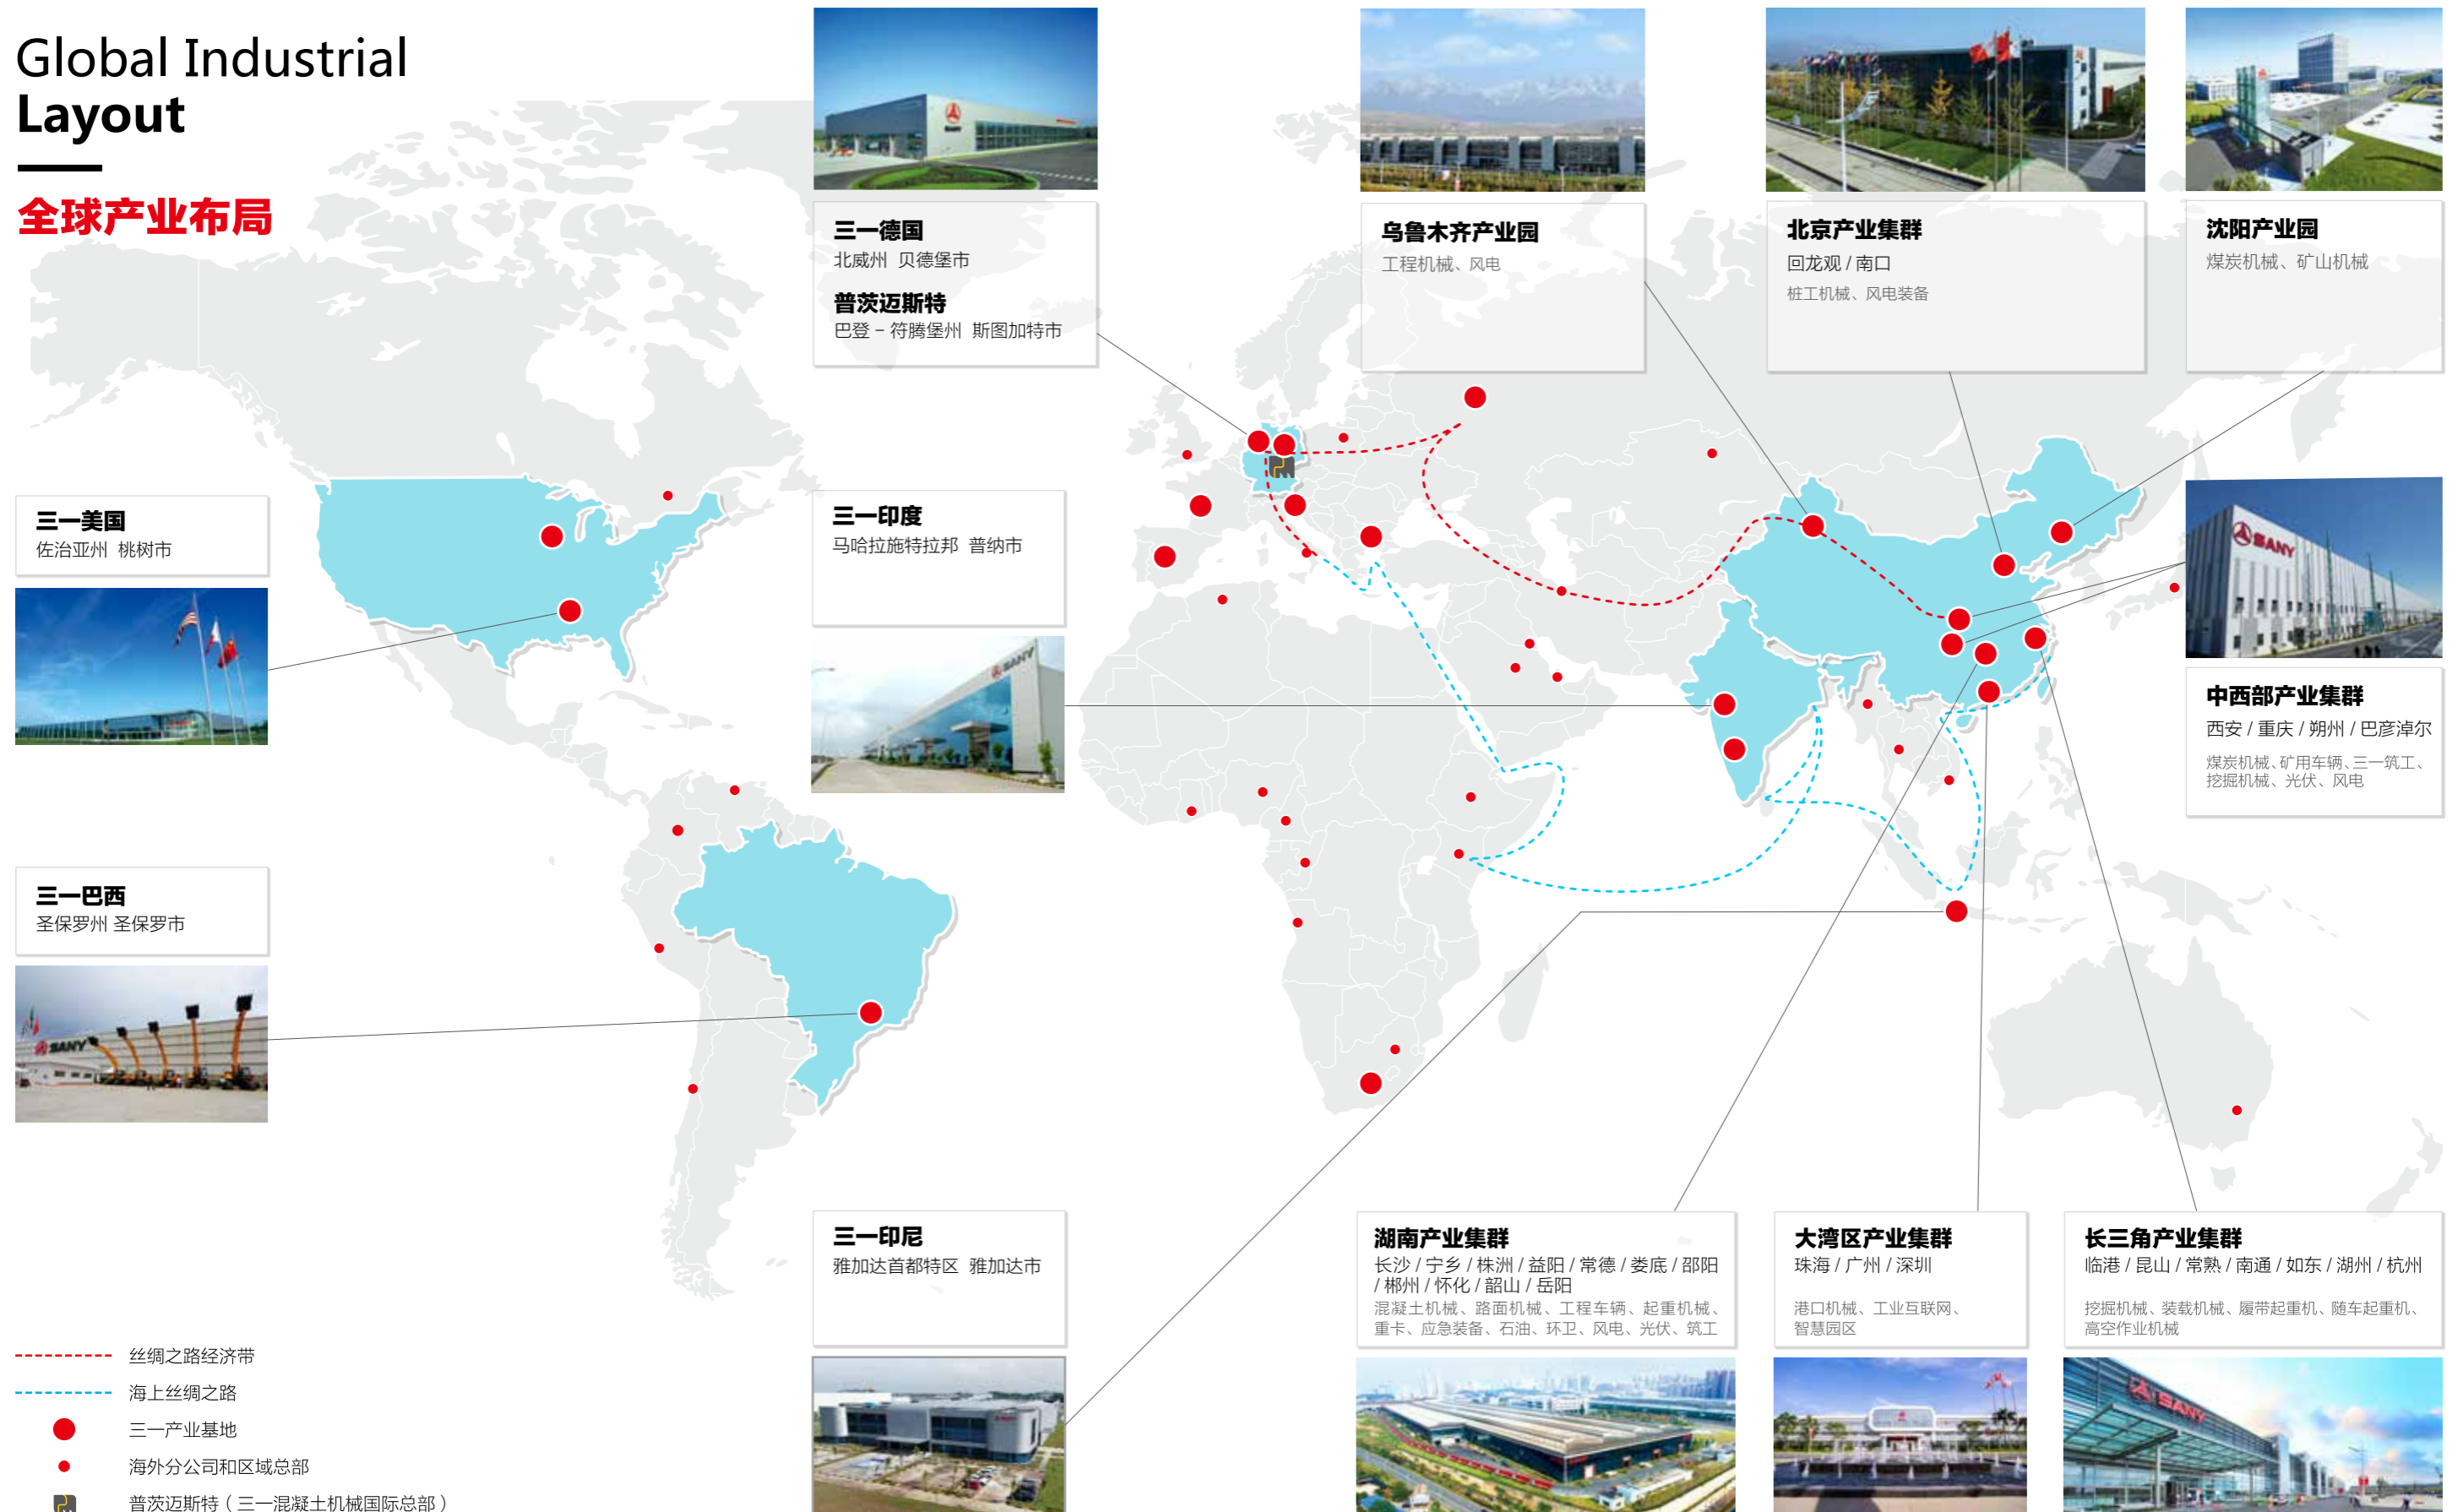 Global Industrial
Layout
全球产业布局
三一德国
北威州 贝德堡市
普茨迈斯特
巴登 – 符腾堡州 斯图加特市
乌鲁木齐产业园
工程机械、风电
北京产业集群
回龙观 / 南口
桩工机械、风电装备
沈阳产业园
煤炭机械、矿山机械
三一美国
佐治亚州 桃树市
三一印度
马哈拉施特拉邦 普纳市
SANY
SANY
SANY
中西部产业集群
西安 / 重庆 / 朔州 / 巴彦淖尔
煤炭机械、矿用车辆、三一筑工、
挖掘机械、光伏、风电
三一巴西
圣保罗州 圣保罗市
SANY
三一印尼
雅加达首都特区 雅加达市
湖南产业集群
长沙 / 宁乡 / 株洲 / 益阳 / 常德 / 娄底 / 邵阳
/ 郴州 / 怀化 / 韶山 / 岳阳
混凝土机械、路面机械、工程车辆、起重机械、
重卡、应急装备、石油、环卫、风电、光伏、筑工
大湾区产业集群
珠海 / 广州 / 深圳
港口机械、工业互联网、
智慧园区
长三角产业集群
临港 / 昆山 / 常熟 / 南通 / 如东 / 湖州 / 杭州
挖掘机械、装载机械、履带起重机、随车起重机、
高空作业机械
SANY
丝绸之路经济带
海上丝绸之路
三一产业基地
海外分公司和区域总部
普茨迈斯特（三一混凝土机械国际总部）